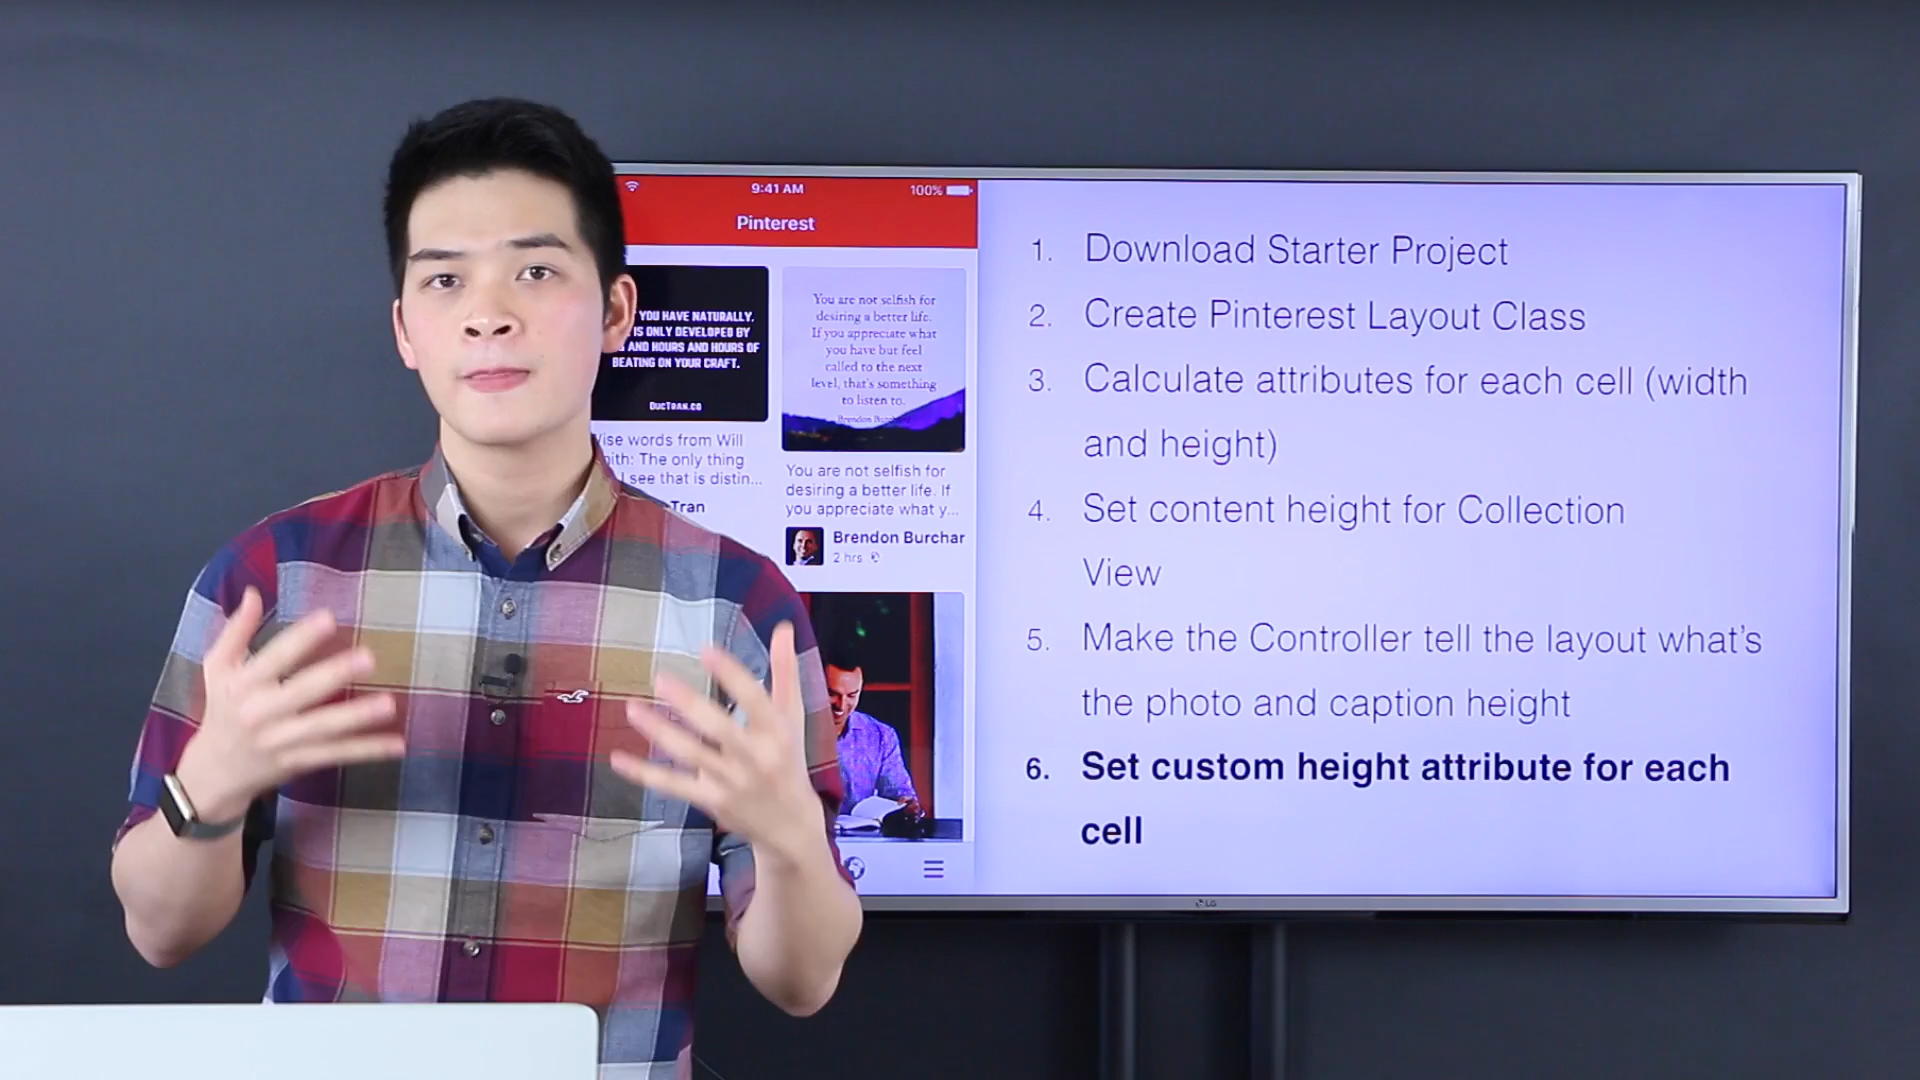 9:41 AM
100%
Pinterest
YOU HAVE NATURALLY.
IS ONLY DEVELOPED BY
AND HOURS AND HOURS OF
BEATING ON YOUR CRAFT.
DUCTRAN.CO
words from Will
The only thing
I see that is distin...
Tran
You are not selfish for
desiring a better life.
If you appreciate what
you have but feel
called to the next
level, that's something
to listen to.
You are not selfish for
desiring a better life. If
you appreciate what y...
Brendon Burchar
2 hrs
1. Download Starter Project
2. Create Pinterest Layout Class
3. Calculate attributes for each cell (width
and height)
4. Set content height for Collection
View
5. Make the Controller tell the layout what's
the photo and caption height
6. Set custom height attribute for each
cell
LG